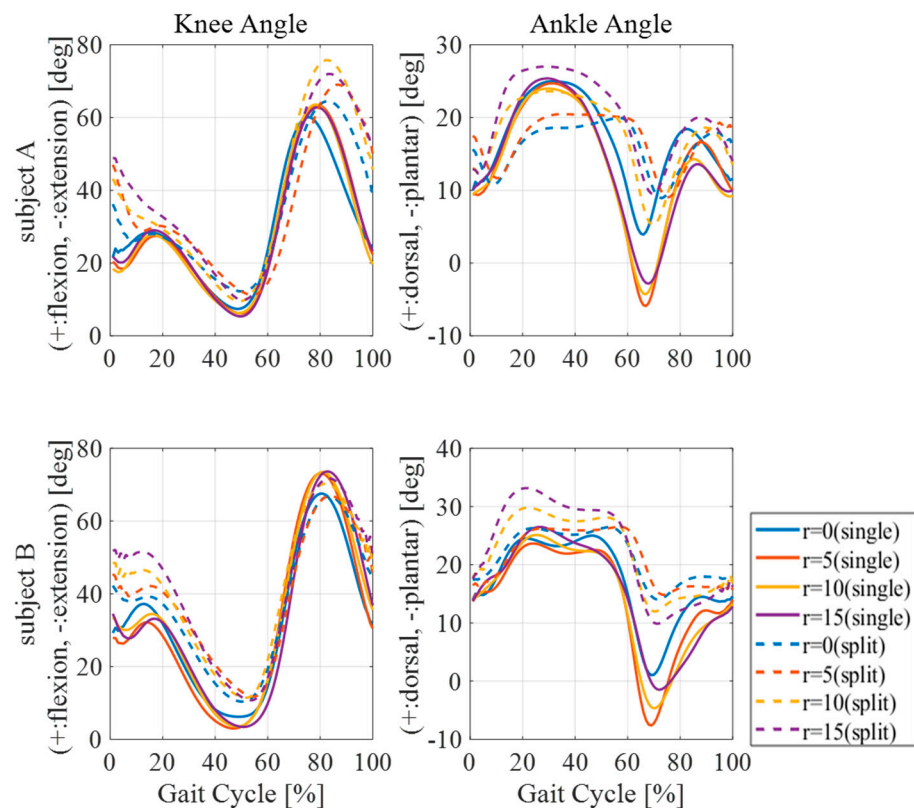 Knee Angle
Ankle Angle
subject A
(+:flexion, -:extension) [deg]
80
60
40
20
0
0 20 40 60 80 100
(+:dorsal, -:plantar) [deg]
30
20
10
0
-10
0 20 40 60 80 100
subject B
(+:flexion, -:extension) [deg]
80
60
40
20
0
0 20 40 60 80 100
Gait Cycle [%]
(+:dorsal, -:plantar) [deg]
40
30
20
10
0
-10
0 20 40 60 80 100
Gait Cycle [%]
r=0(single)
r=5(single)
r=10(single)
r=15(single)
r=0(split)
r=5(split)
r=10(split)
r=15(split)